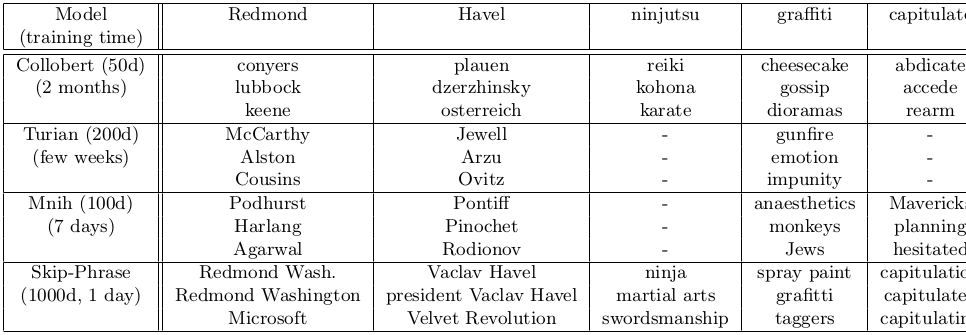 Model Redmond Havel ninjutsu graffiti capitulate
(training time)
Collobert (50d) conyers plauen reiki cheesecake abdicate
(2 months) lubbock dzerzhinsky kohona gossip accede
keene osterreich karate dioramas rearm
Turian (200d) McCarthy Jewell - gunfire -
(few weeks) Alston Arzu - emotion -
Cousins Ovitz - impunity -
Mnih (100d) Podhurst Pontiff - anaesthetics Mavericks
(7 days) Harlang Pinochet - monkeys planning
Agarwal Rodionov - Jews hesitated
Skip-Phrase Redmond Wash. Vaclav Havel ninja spray paint
(1000d, 1 day) Redmond Washington president Vaclav Havel martial arts grafitti
Microsoft Velvet Revolution swordsmanship taggers